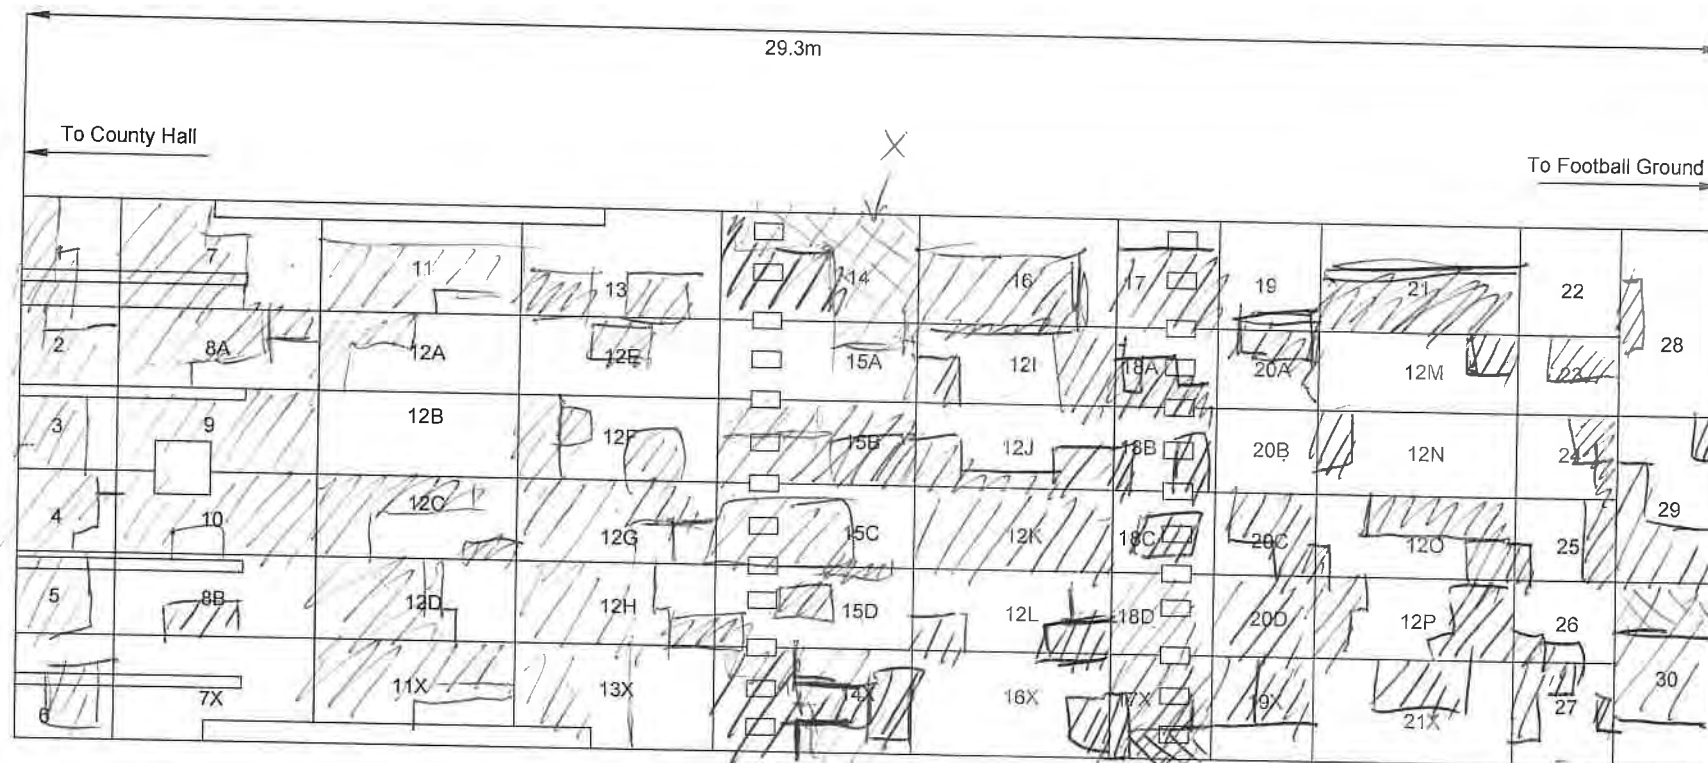 29.3m
To County Hall
X
To Football Ground
1 7 11 13 14 16 17 19 21 22
2 8A 12A 12E 15A 12I 18A 20A 12M 23 28
3 9 12B 12F 15B 12J 18B 20B 12N 24
4 10 12C 12G 15C 12K 18C 20C 12O 25 29
5 8B 12D 12H 15D 12L 18D 20D 12P 26
6 7X 11X 13X 14X 16X 17X 19X 21X 27 30